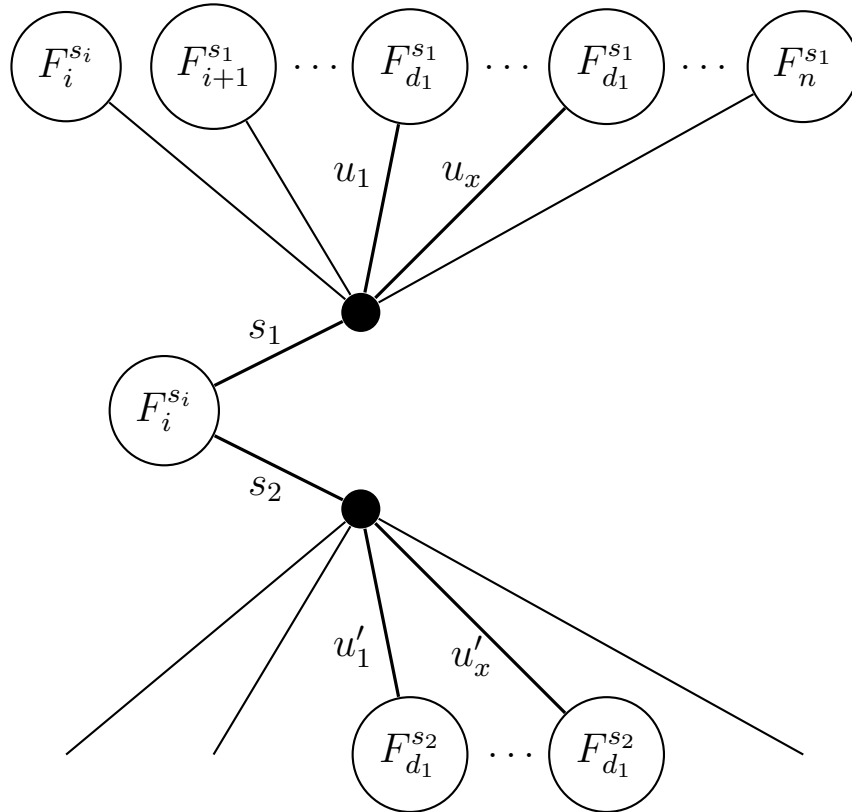 F_i^{s_i} F_{i+1}^{s_1} ··· F_{d_1}^{s_1} ··· F_{d_1}^{s_1} ··· F_n^{s_1}
u_1 u_x
s_1
F_i^{s_i}
s_2
u'_1 u'_x
F_{d_1}^{s_2} ··· F_{d_1}^{s_2}